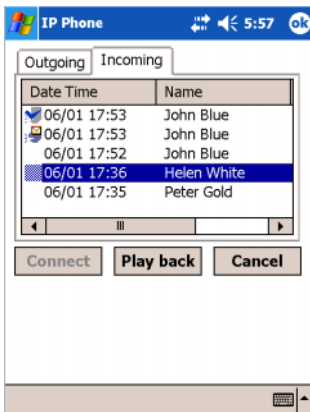 IP Phone 5:57 ok
Outgoing Incoming
Date Time Name
06/01 17:53 John Blue
06/01 17:53 John Blue
06/01 17:52 John Blue
06/01 17:36 Helen White
06/01 17:35 Peter Gold
Connect Play back Cancel